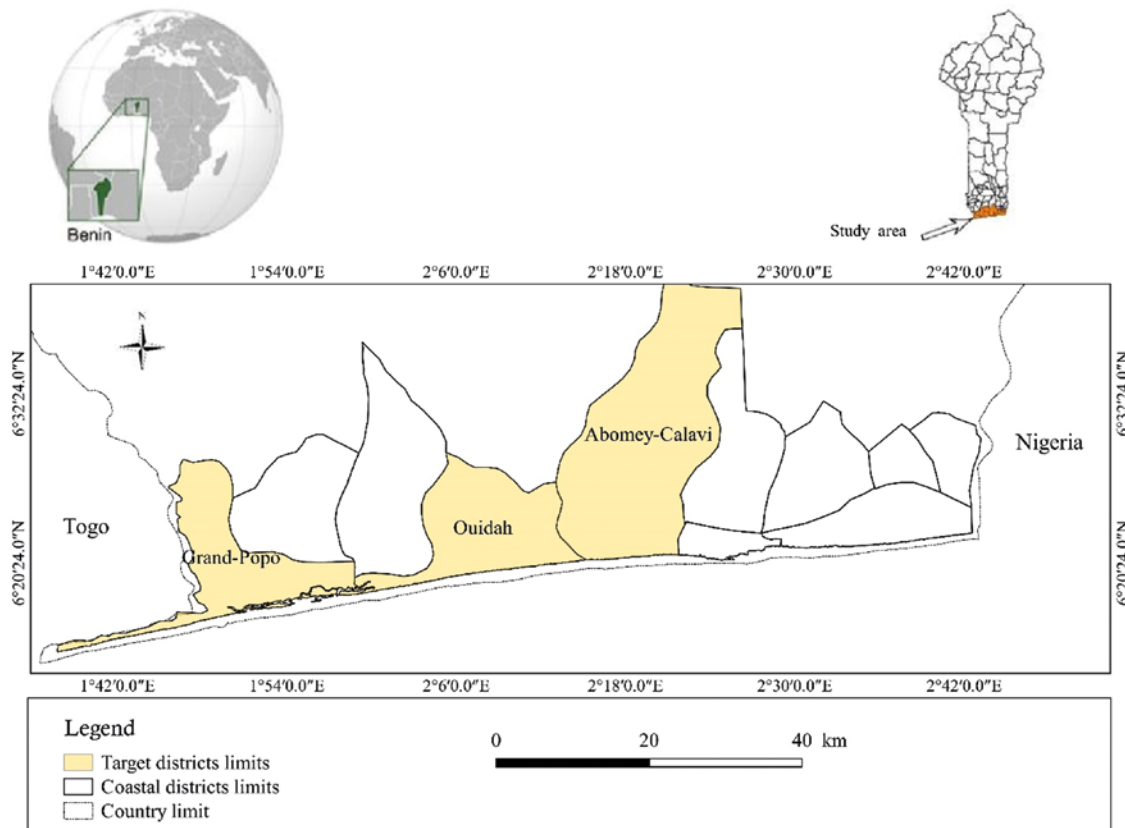 Benin
Study area
1°42'0.0"E 1°54'0.0"E 2°6'0.0"E 2°18'0.0"E 2°30'0.0"E 2°42'0.0"E
N
6°32'24.0"N
6°32'24.0"N
Abomey-Calavi
Nigeria
Togo
Ouidah
Grand-Popo
6°20'24.0"N
6°20'24.0"N
1°42'0.0"E 1°54'0.0"E 2°6'0.0"E 2°18'0.0"E 2°30'0.0"E 2°42'0.0"E
Legend
Target districts limits
Coastal districts limits
Country limit
0 20 40 km